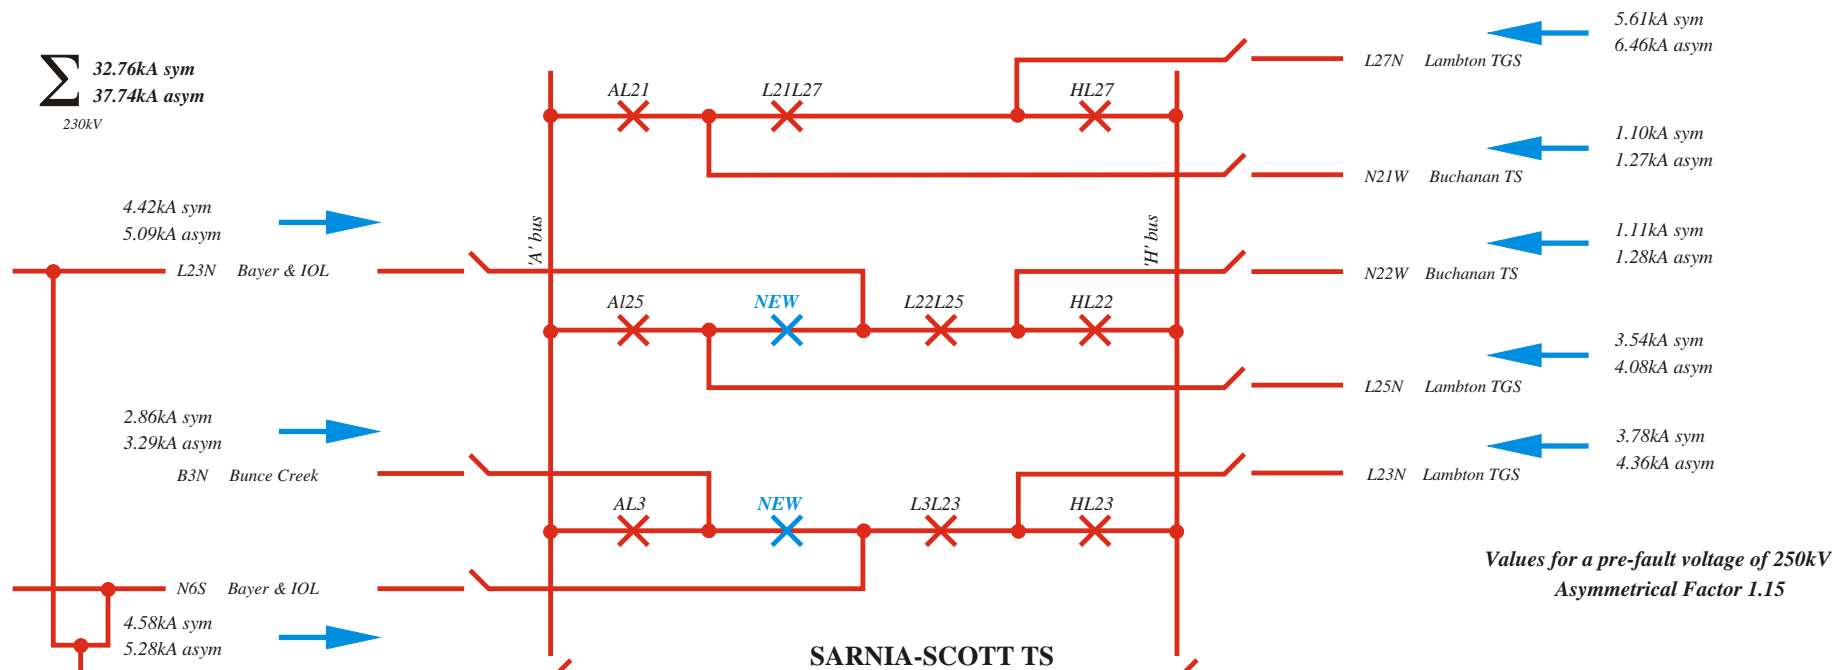 ∑ 32.76kA sym
37.74kA asym
230kV
AL21
L21L27
HL27
5.61kA sym
6.46kA asym
L27N Lambton TGS
1.10kA sym
1.27kA asym
N21W Buchanan TS
4.42kA sym
5.09kA asym
L23N Bayer & IOL
'A' bus
'H' bus
1.11kA sym
1.28kA asym
N22W Buchanan TS
Al25
NEW
L22L25
HL22
3.54kA sym
4.08kA asym
L25N Lambton TGS
2.86kA sym
3.29kA asym
B3N Bunce Creek
3.78kA sym
4.36kA asym
L23N Lambton TGS
AL3
NEW
L3L23
HL23
N6S Bayer & IOL
4.58kA sym
5.28kA asym
Values for a pre-fault voltage of 250kV
Asymmetrical Factor 1.15
SARNIA-SCOTT TS